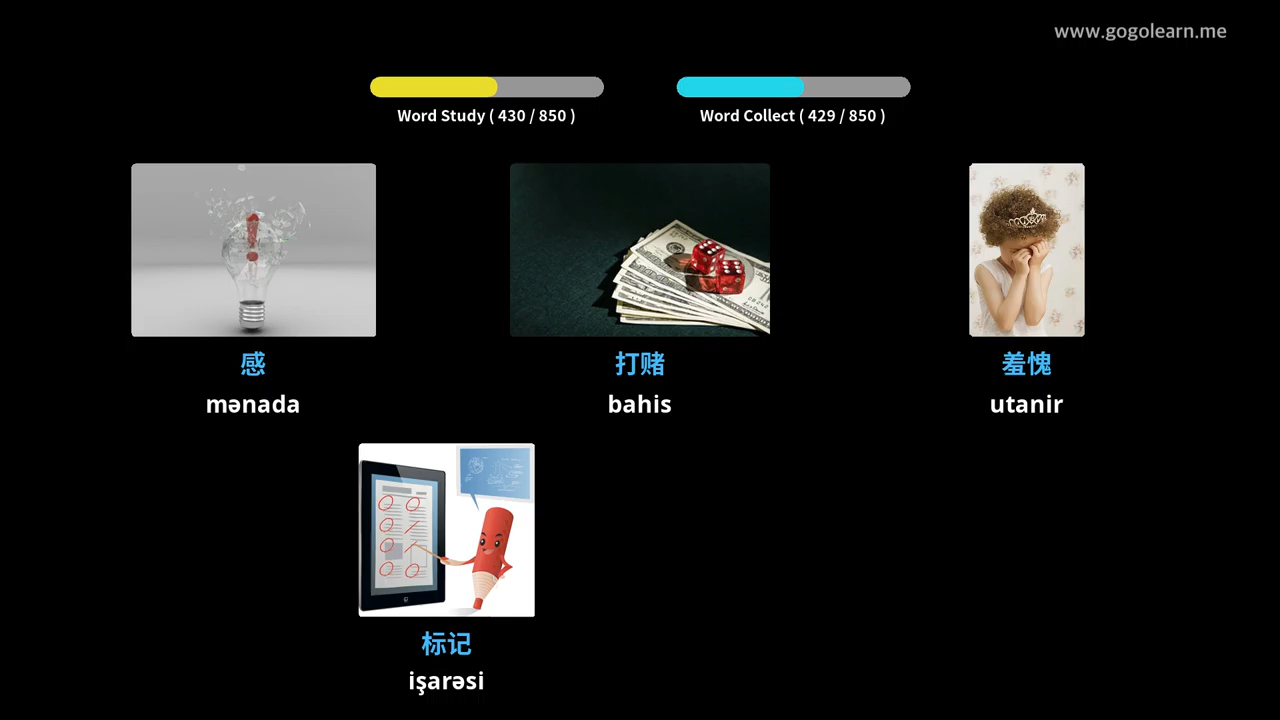 www.gogolearn.me
Word Study ( 430 / 850 )
Word Collect ( 429 / 850 )
感
mənada
打赌
bahis
羞愧
utanir
标记
işarəsi